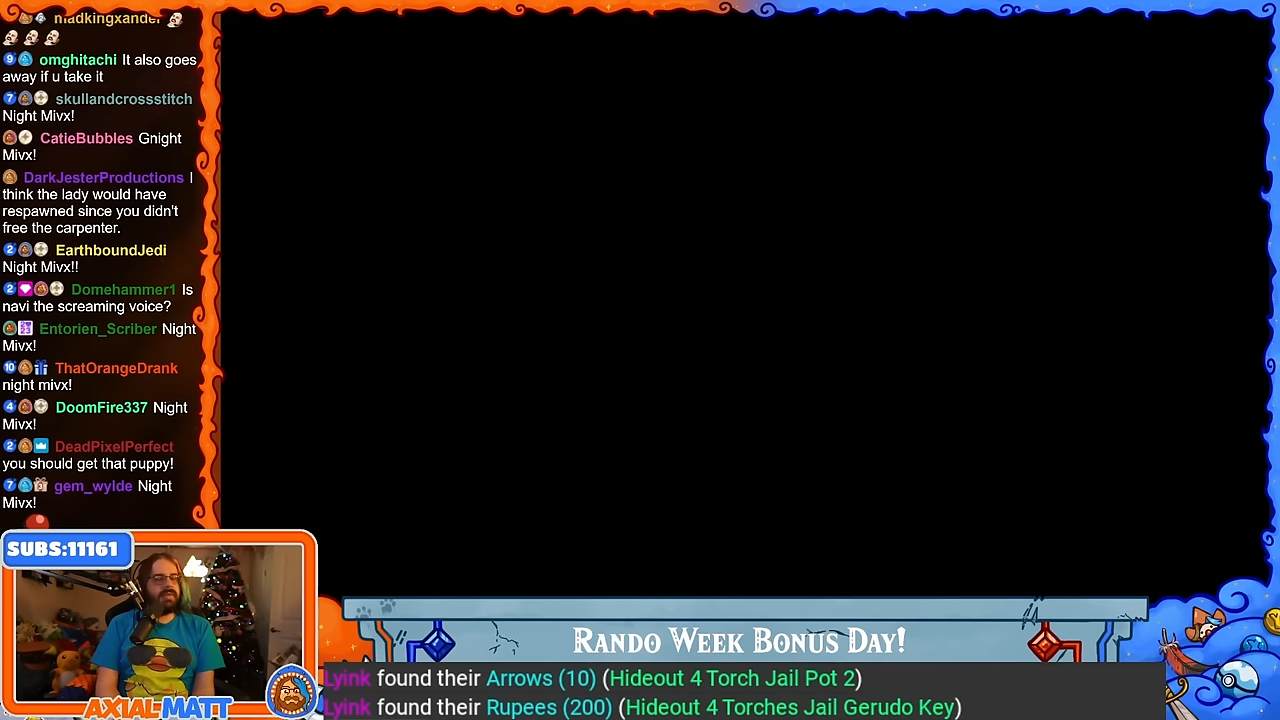 madkingxander
omghitachi It also goes
away if u take it
skullandcrossstitch
Night Mivx!
CatieBubbles Gnight
Mivx!
DarkJesterProductions I
think the lady would have
respawned since you didn't
free the carpenter.
EarthboundJedi
Night Mivx!!
Domehammer1 Is
navi the screaming voice?
Entorien_Scriber Night
Mivx!
ThatOrangeDrank
night mivx!
DoomFire337 Night
Mivx!
DeadPixelPerfect
you should get that puppy!
gem_wylde Night
Mivx!
SUBS:11161
AXIALMATT
RANDO WEEK BONUS DAY!
Lyink found their Arrows (10) (Hideout 4 Torch Jail Pot 2)
Lyink found their Rupees (200) (Hideout 4 Torches Jail Gerudo Key)